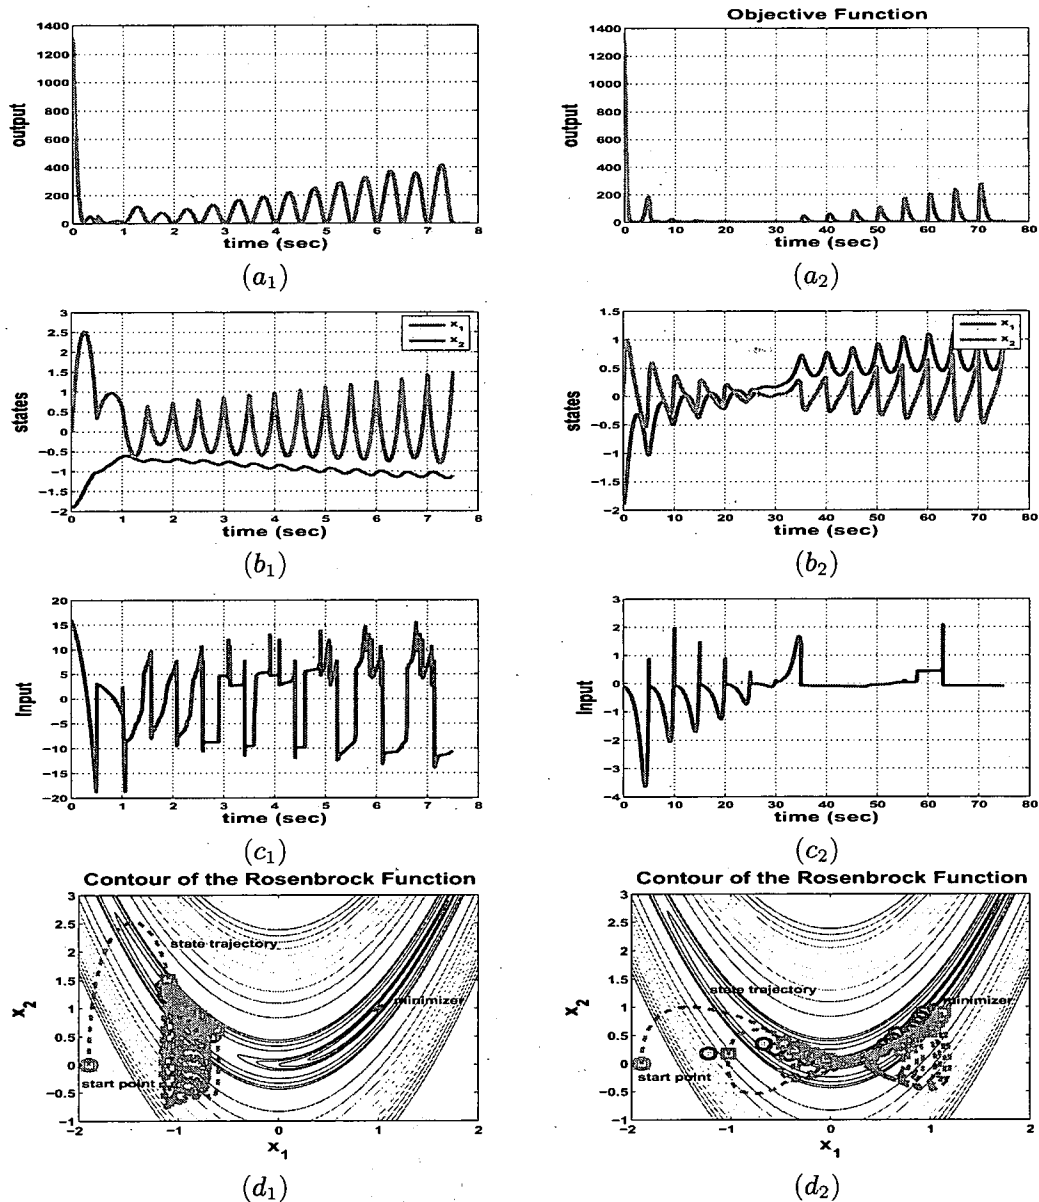 Objective Function
1400
1200
1000
800
600
400
200
0
output
0 1 2 3 4 5 6 7 8
time (sec)
(a₁)
1400
1200
1000
800
600
400
200
0
output
0 10 20 30 40 50 60 70 80
time (sec)
(a₂)
3
2.5
2
1.5
1
0.5
0
−0.5
−1
−1.5
−2
states
x₁
x₂
0 1 2 3 4 5 6 7 8
time (sec)
(b₁)
1.5
1
0.5
0
−0.5
−1
−1.5
−2
states
x₁
x₂
0 10 20 30 40 50 60 70 80
time (sec)
(b₂)
20
15
10
5
0
−5
−10
−15
−20
Input
0 1 2 3 4 5 6 7 8
time (sec)
(c₁)
3
2
1
0
−1
−2
−3
−4
Input
0 10 20 30 40 50 60 70 80
time (sec)
(c₂)
Contour of the Rosenbrock Function
3
2.5
2
1.5
1
0.5
0
−0.5
−1
x₂
state trajectory
minimizer
start point
−2 −1 0 1 2
x₁
(d₁)
Contour of the Rosenbrock Function
3
2.5
2
1.5
1
0.5
0
−0.5
−1
x₂
state trajectory
minimizer
start point
−2 −1 0 1 2
x₁
(d₂)